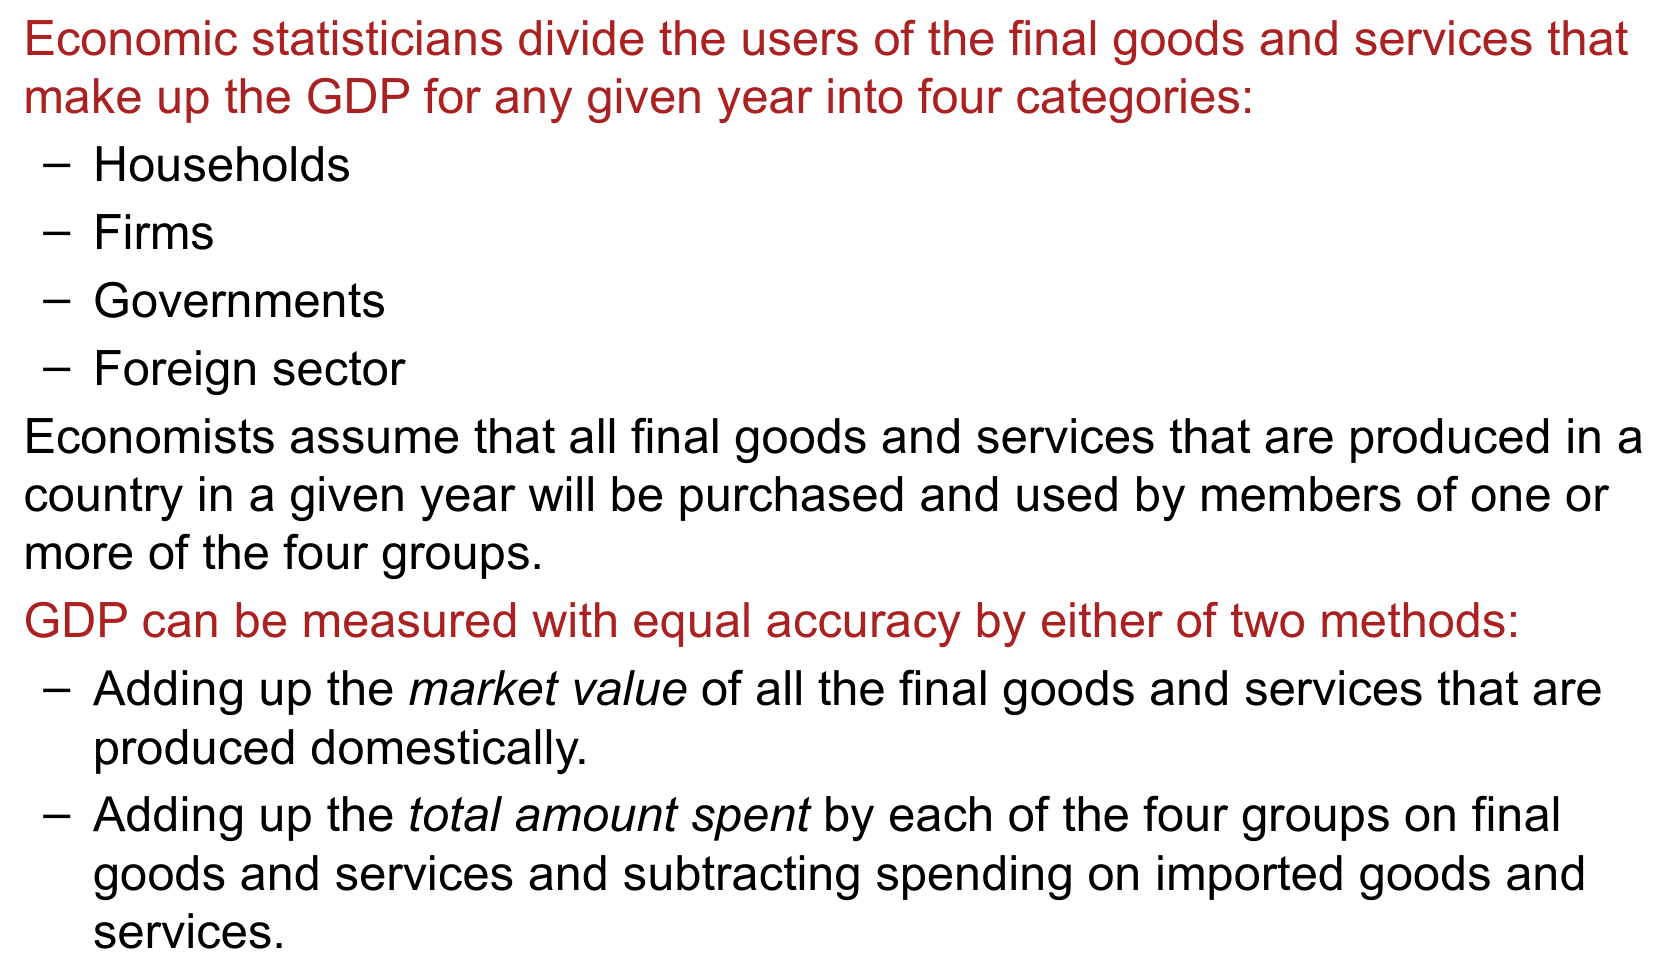 Economic statisticians divide the users of the final goods and services that
make up the GDP for any given year into four categories:
– Households
– Firms
– Governments
– Foreign sector
Economists assume that all final goods and services that are produced in a
country in a given year will be purchased and used by members of one or
more of the four groups.
GDP can be measured with equal accuracy by either of two methods:
– Adding up the market value of all the final goods and services that are
produced domestically.
– Adding up the total amount spent by each of the four groups on final
goods and services and subtracting spending on imported goods and
services.